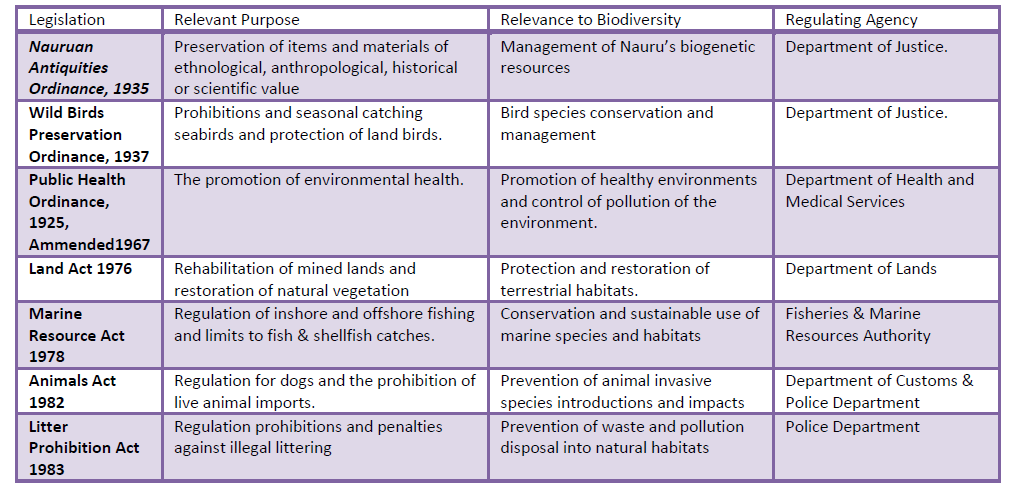 Legislation
Relevant Purpose
Relevance to Biodiversity
Regulating Agency
Nauruan
Antiquities
Ordinance, 1935
Preservation of items and materials of
ethnological, anthropological, historical
or scientific value
Management of Nauru’s biogenetic
resources
Department of Justice.
Wild Birds
Preservation
Ordinance, 1937
Prohibitions and seasonal catching
seabirds and protection of land birds.
Bird species conservation and
management
Department of Justice.
Public Health
Ordinance,
1925,
Ammended1967
The promotion of environmental health.
Promotion of healthy environments
and control of pollution of the
environment.
Department of Health and
Medical Services
Land Act 1976
Rehabilitation of mined lands and
restoration of natural vegetation
Protection and restoration of
terrestrial habitats.
Department of Lands
Marine
Resource Act
1978
Regulation of inshore and offshore fishing
and limits to fish & shellfish catches.
Conservation and sustainable use of
marine species and habitats
Fisheries & Marine
Resources Authority
Animals Act
1982
Regulation for dogs and the prohibition of
live animal imports.
Prevention of animal invasive
species introductions and impacts
Department of Customs &
Police Department
Litter
Prohibition Act
1983
Regulation prohibitions and penalties
against illegal littering
Prevention of waste and pollution
disposal into natural habitats
Police Department